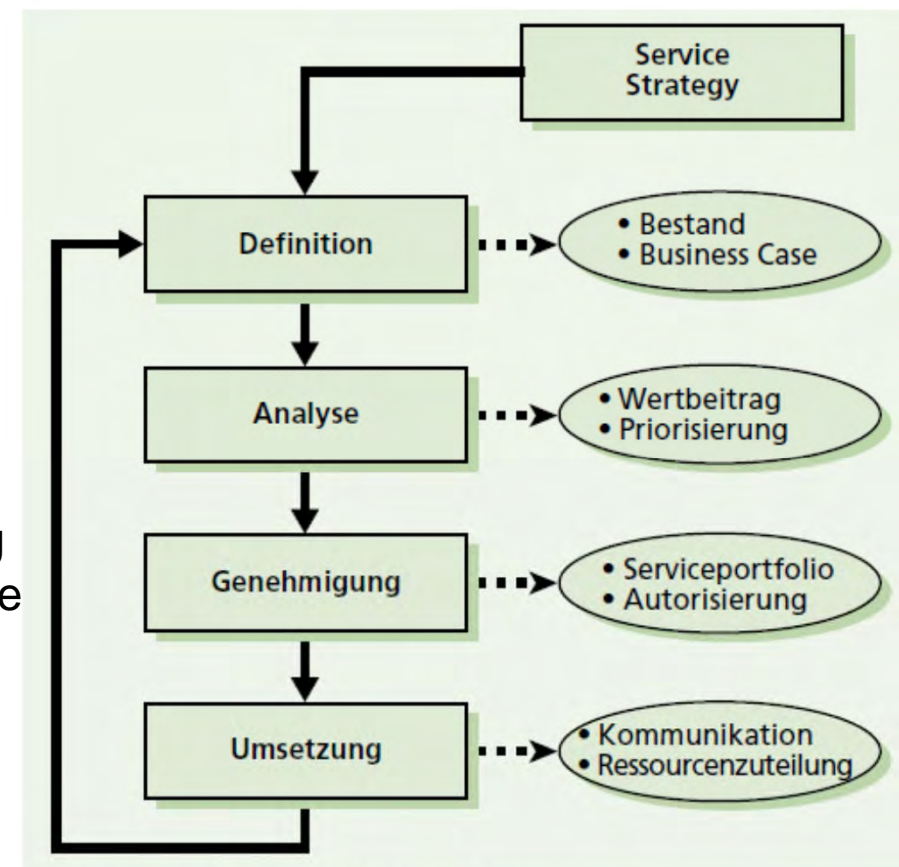 Service
Strategy
Definition
• Bestand
• Business Case
Analyse
• Wertbeitrag
• Priorisierung
Genehmigung
• Serviceportfolio
• Autorisierung
Umsetzung
• Kommunikation
• Ressourcenzuteilung